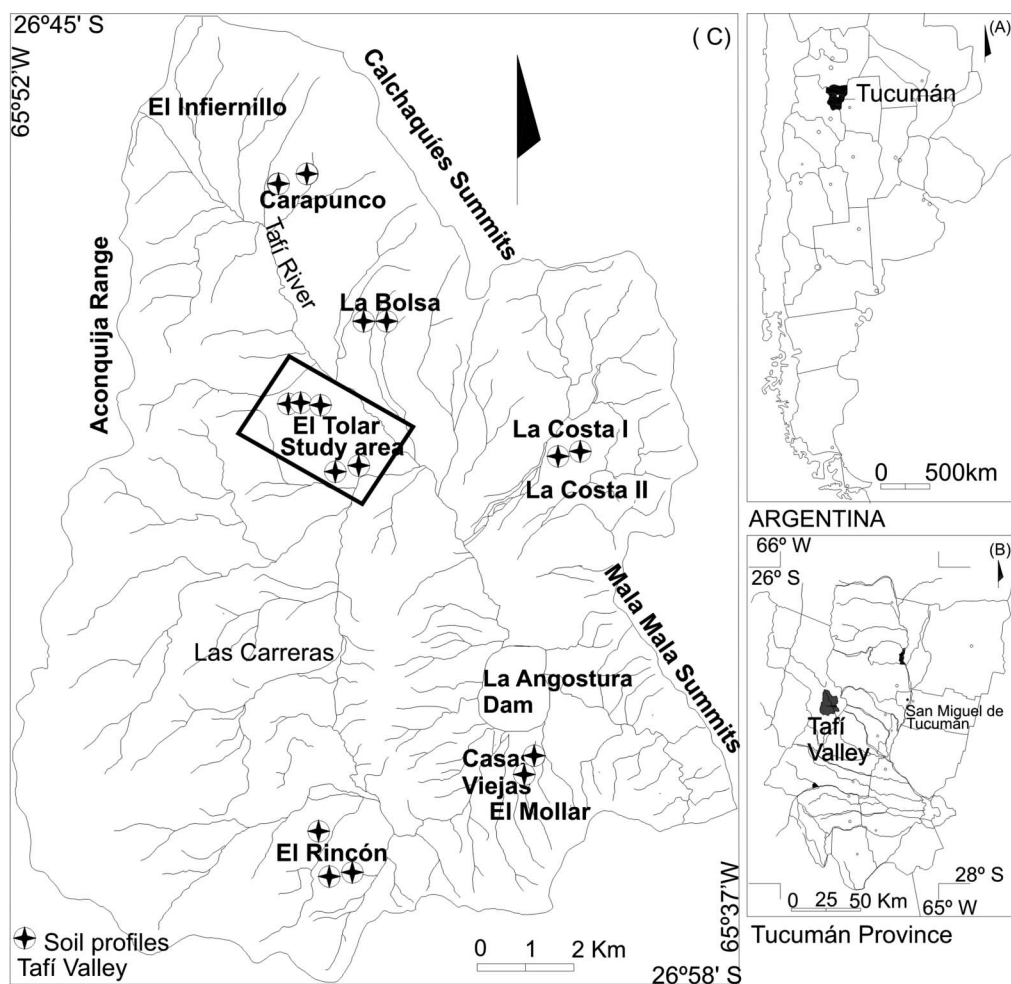 26º45' S
65º52'W
( C)
El Infiernillo
Calchaquíes Summits
Carapunco
Tafí River
Aconquija Range
La Bolsa
El Tolar
Study area
La Costa I
La Costa II
Mala Mala Summits
Las Carreras
La Angostura
Dam
Casas
Viejas
El Mollar
El Rincón
65º37'W
Soil profiles
Tafí Valley
0 1 2 Km
26º58' S
(A)
Tucumán
0 500km
ARGENTINA
66º W
(B)
26º S
San Miguel de
Tucumán
Tafí
Valley
28º S
0 25 50 Km
65º W
Tucumán Province